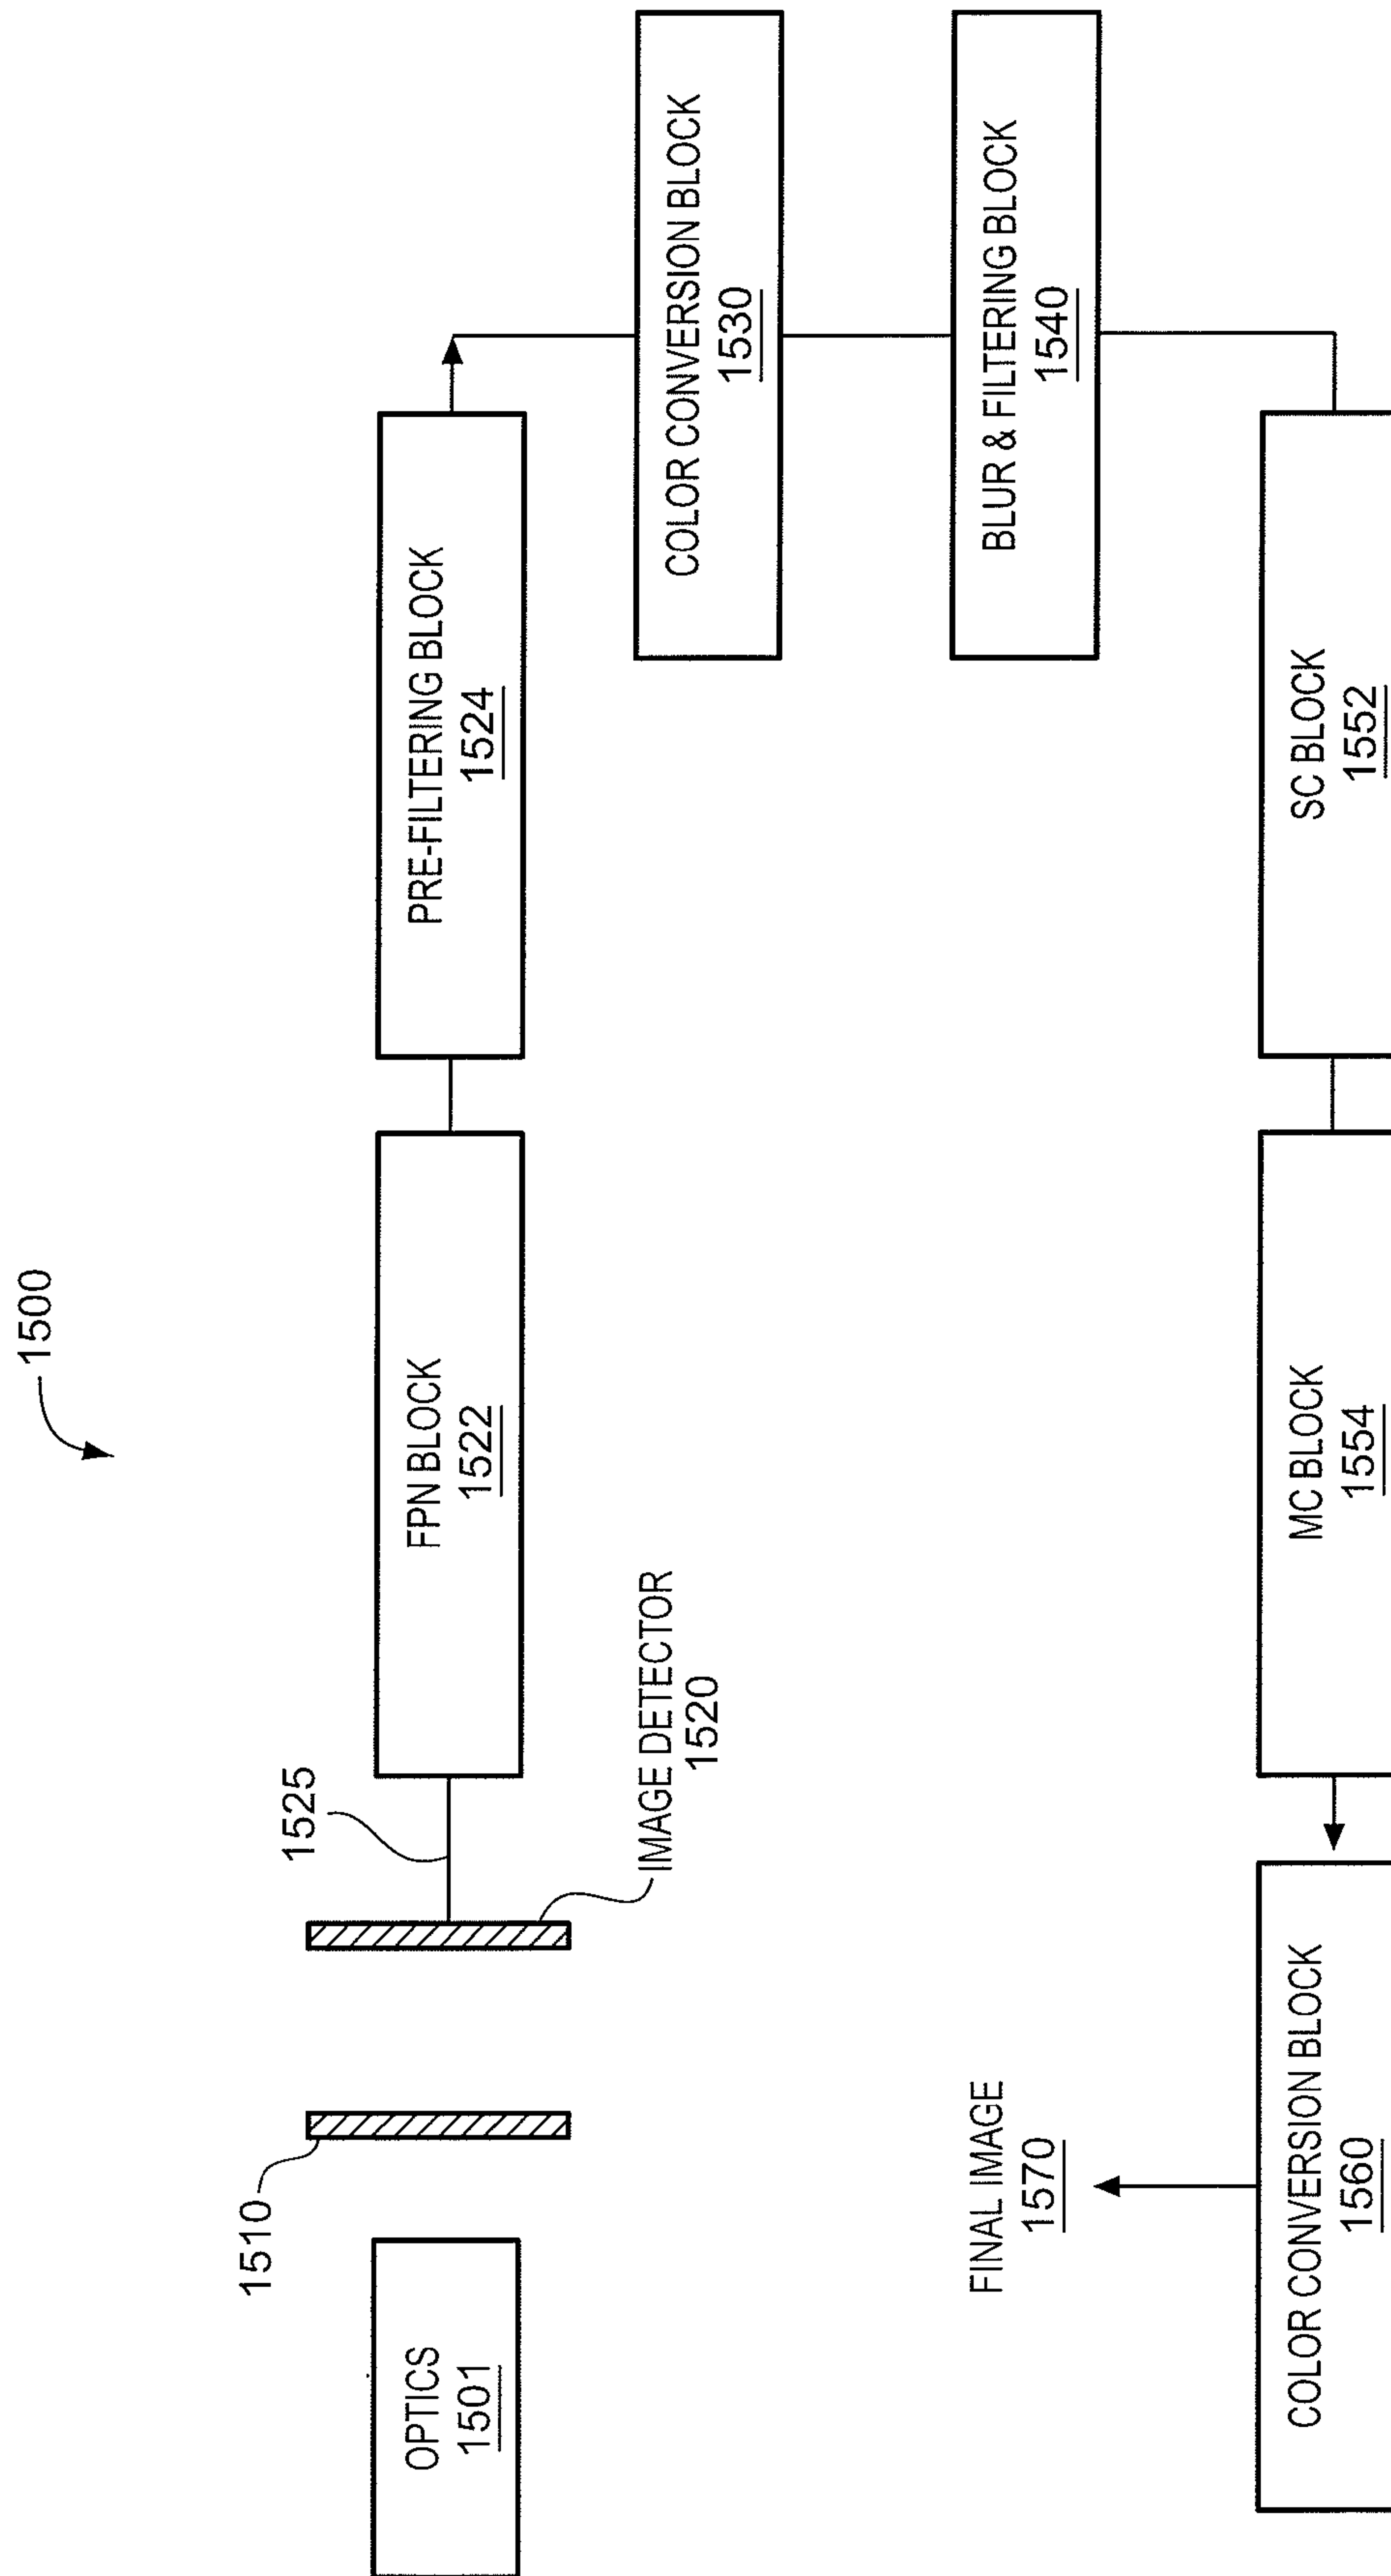 1500
OPTICS
1501
1510
IMAGE DETECTOR
1520
1525
FPN BLOCK
1522
PRE-FILTERING BLOCK
1524
COLOR CONVERSION BLOCK
1530
BLUR & FILTERING BLOCK
1540
SC BLOCK
1552
MC BLOCK
1554
COLOR CONVERSION BLOCK
1560
FINAL IMAGE
1570